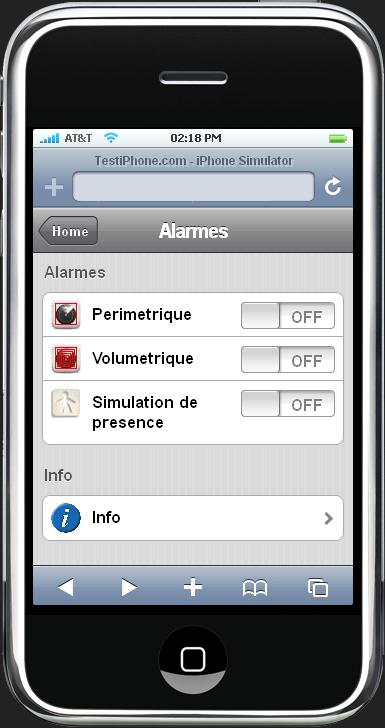 AT&T 02:18 PM
TestiPhone.com - iPhone Simulator
Home Alarmes
Alarmes
Perimetrique OFF
Volumetrique OFF
Simulation de OFF
presence
Info
i Info